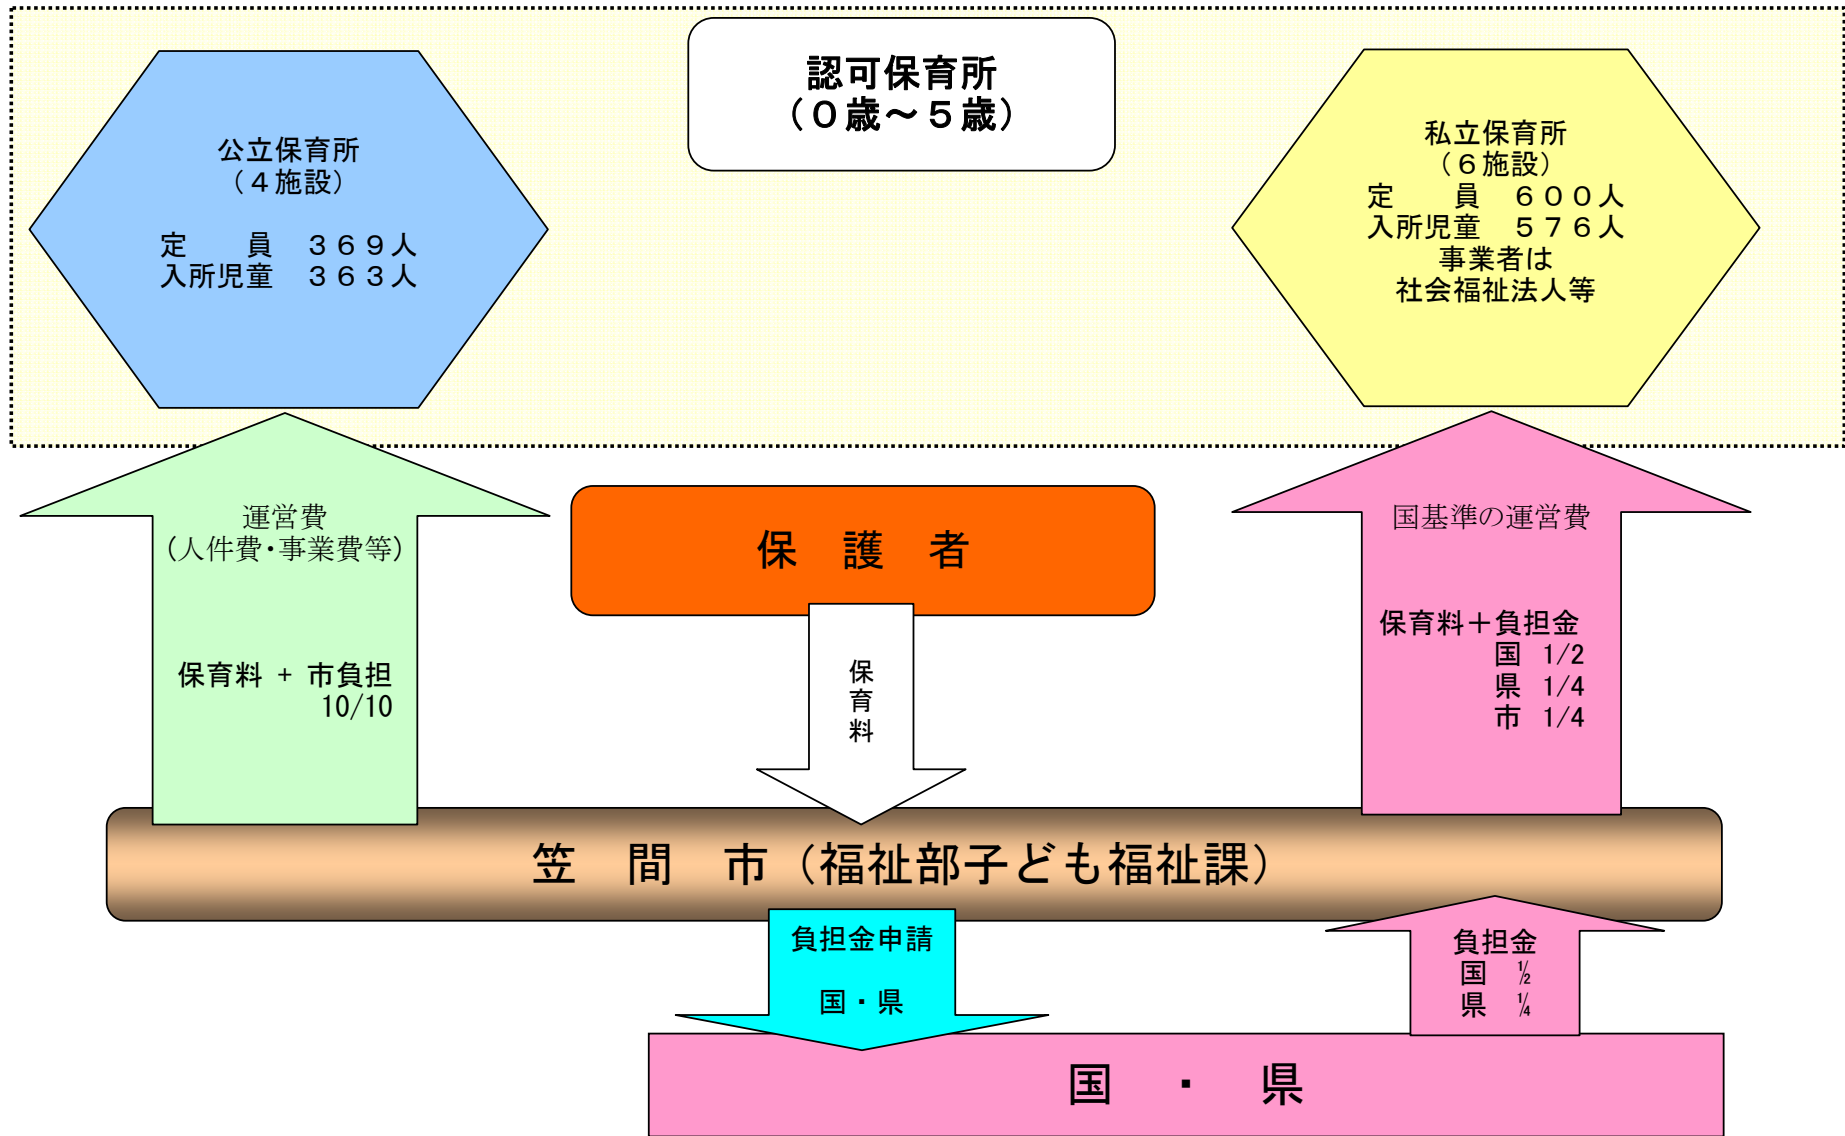 認可保育所
（０歳～５歳）
公立保育所
（４施設）
定　　員　３６９人
入所児童　３６３人
私立保育所
（６施設）
定　　員　６００人
入所児童　５７６人
事業者は
社会福祉法人等
運営費
（人件費・事業費等）
保育料 + 市負担
10/10
保　護　者
保育料
国基準の運営費
保育料＋負担金
国 1/2
県 1/4
市 1/4
笠　間　市（福祉部子ども福祉課）
負担金申請
国・県
負担金
国 ½
県 ¼
国　・　県